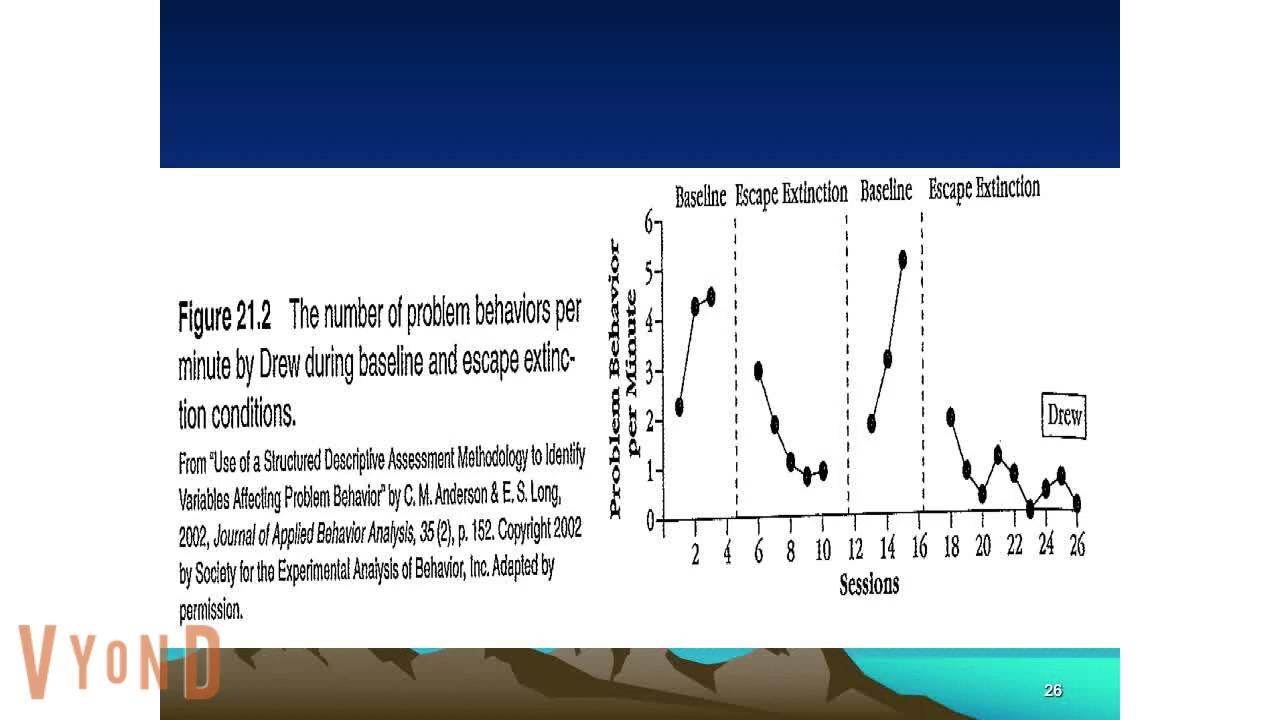 Figure 21.2 The number of problem behaviors per
minute by Drew during baseline and escape extinc-
tion conditions.
From "Use of a Structured Descriptive Assessment Methodology to Identify
Variables Affecting Problem Behavior" by C. M. Anderson & E. S. Long,
2002, Journal of Applied Behavior Analysis, 35 (2), p. 152. Copyright 2002
by Society for the Experimental Analysis of Behavior, Inc. Adapted by
permission.
Baseline Escape Extinction Baseline Escape Extinction
Problem Behavior
per Minute
6
5
4
3
2
1
0
Drew
2 4 6 8 10 12 14 16 18 20 22 24 26
Sessions
VYOND
26